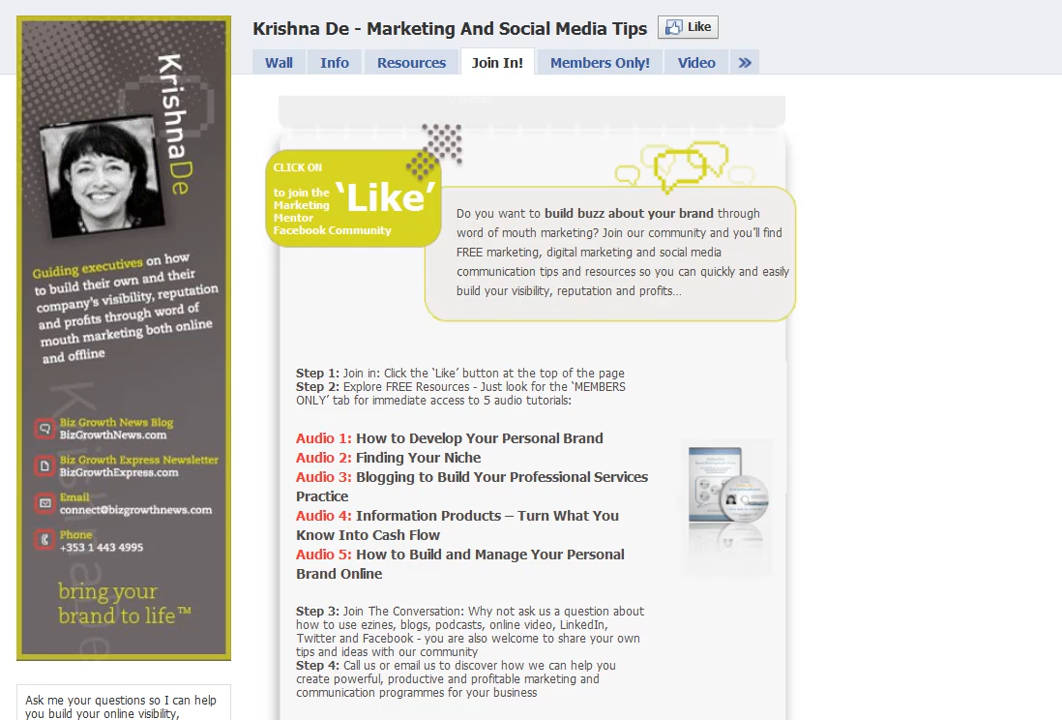 Krishna De - Marketing And Social Media Tips
Like
Wall
Info
Resources
Join In!
Members Only!
Video
»
KrishnaDe
Guiding executives on how
to build their own and their
company's visibility, reputation
and profits through word of
mouth marketing both online
and offline
Biz Growth News Blog
BizGrowthNews.com
Biz Growth Express Newsletter
BizGrowthExpress.com
Email
connect@bizgrowthnews.com
Phone
+353 1 443 4995
bring your
brand to life™
KrishnaDe
Ask me your questions so I can help
you build your online visibility,
CLICK ON
to join the
Marketing
Mentor
Facebook Community
‘Like’
Do you want to build buzz about your brand through
word of mouth marketing? Join our community and you’ll find
FREE marketing, digital marketing and social media
communication tips and resources so you can quickly and easily
build your visibility, reputation and profits…
Step 1: Join in: Click the ‘Like’ button at the top of the page
Step 2: Explore FREE Resources - Just look for the ‘MEMBERS
ONLY’ tab for immediate access to 5 audio tutorials:
Audio 1: How to Develop Your Personal Brand
Audio 2: Finding Your Niche
Audio 3: Blogging to Build Your Professional Services
Practice
Audio 4: Information Products – Turn What You
Know Into Cash Flow
Audio 5: How to Build and Manage Your Personal
Brand Online
Step 3: Join The Conversation: Why not ask us a question about
how to use ezines, blogs, podcasts, online video, LinkedIn,
Twitter and Facebook - you are also welcome to share your own
tips and ideas with our community
Step 4: Call us or email us to discover how we can help you
create powerful, productive and profitable marketing and
communication programmes for your business